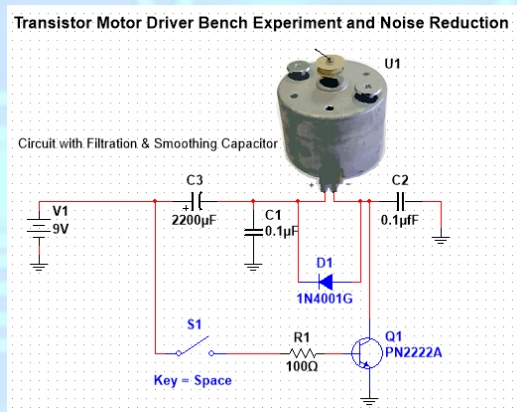 Transistor Motor Driver Bench Experiment and Noise Reduction
U1
Circuit with Filtration & Smoothing Capacitor
+ -
C3
C2
V1
9V
+
2200µF
C1
0.1µF
0.1µfF
D1
1N4001G
S1
R1
Q1
PN2222A
100Ω
Key = Space